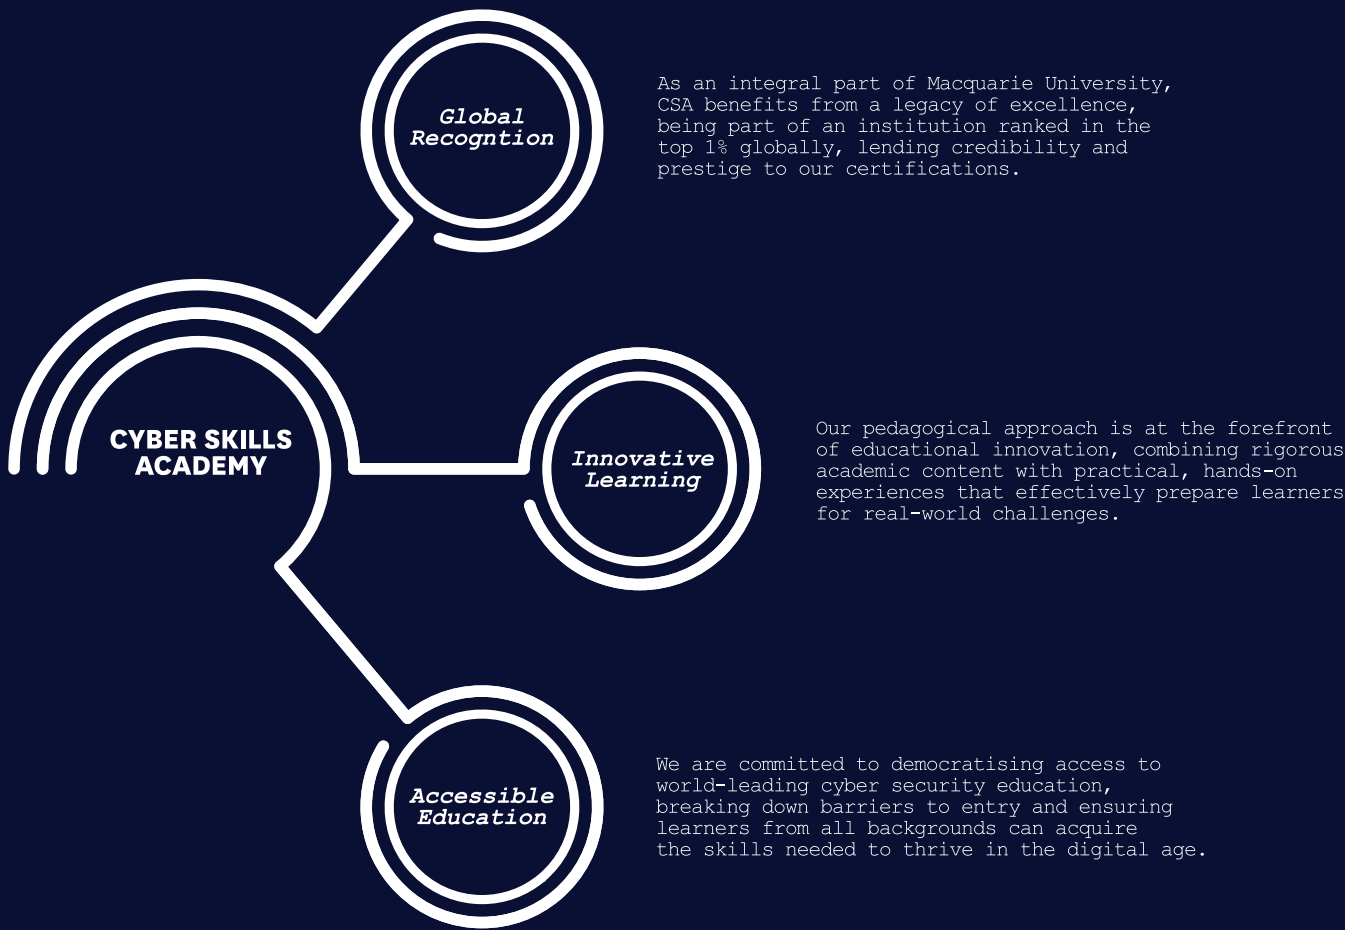 Global
Recogntion
As an integral part of Macquarie University,
CSA benefits from a legacy of excellence,
being part of an institution ranked in the
top 1% globally, lending credibility and
prestige to our certifications.
CYBER SKILLS
ACADEMY
Innovative
Learning
Our pedagogical approach is at the forefront
of educational innovation, combining rigorous
academic content with practical, hands-on
experiences that effectively prepare learners
for real-world challenges.
Accessible
Education
We are committed to democratising access to
world-leading cyber security education,
breaking down barriers to entry and ensuring
learners from all backgrounds can acquire
the skills needed to thrive in the digital age.